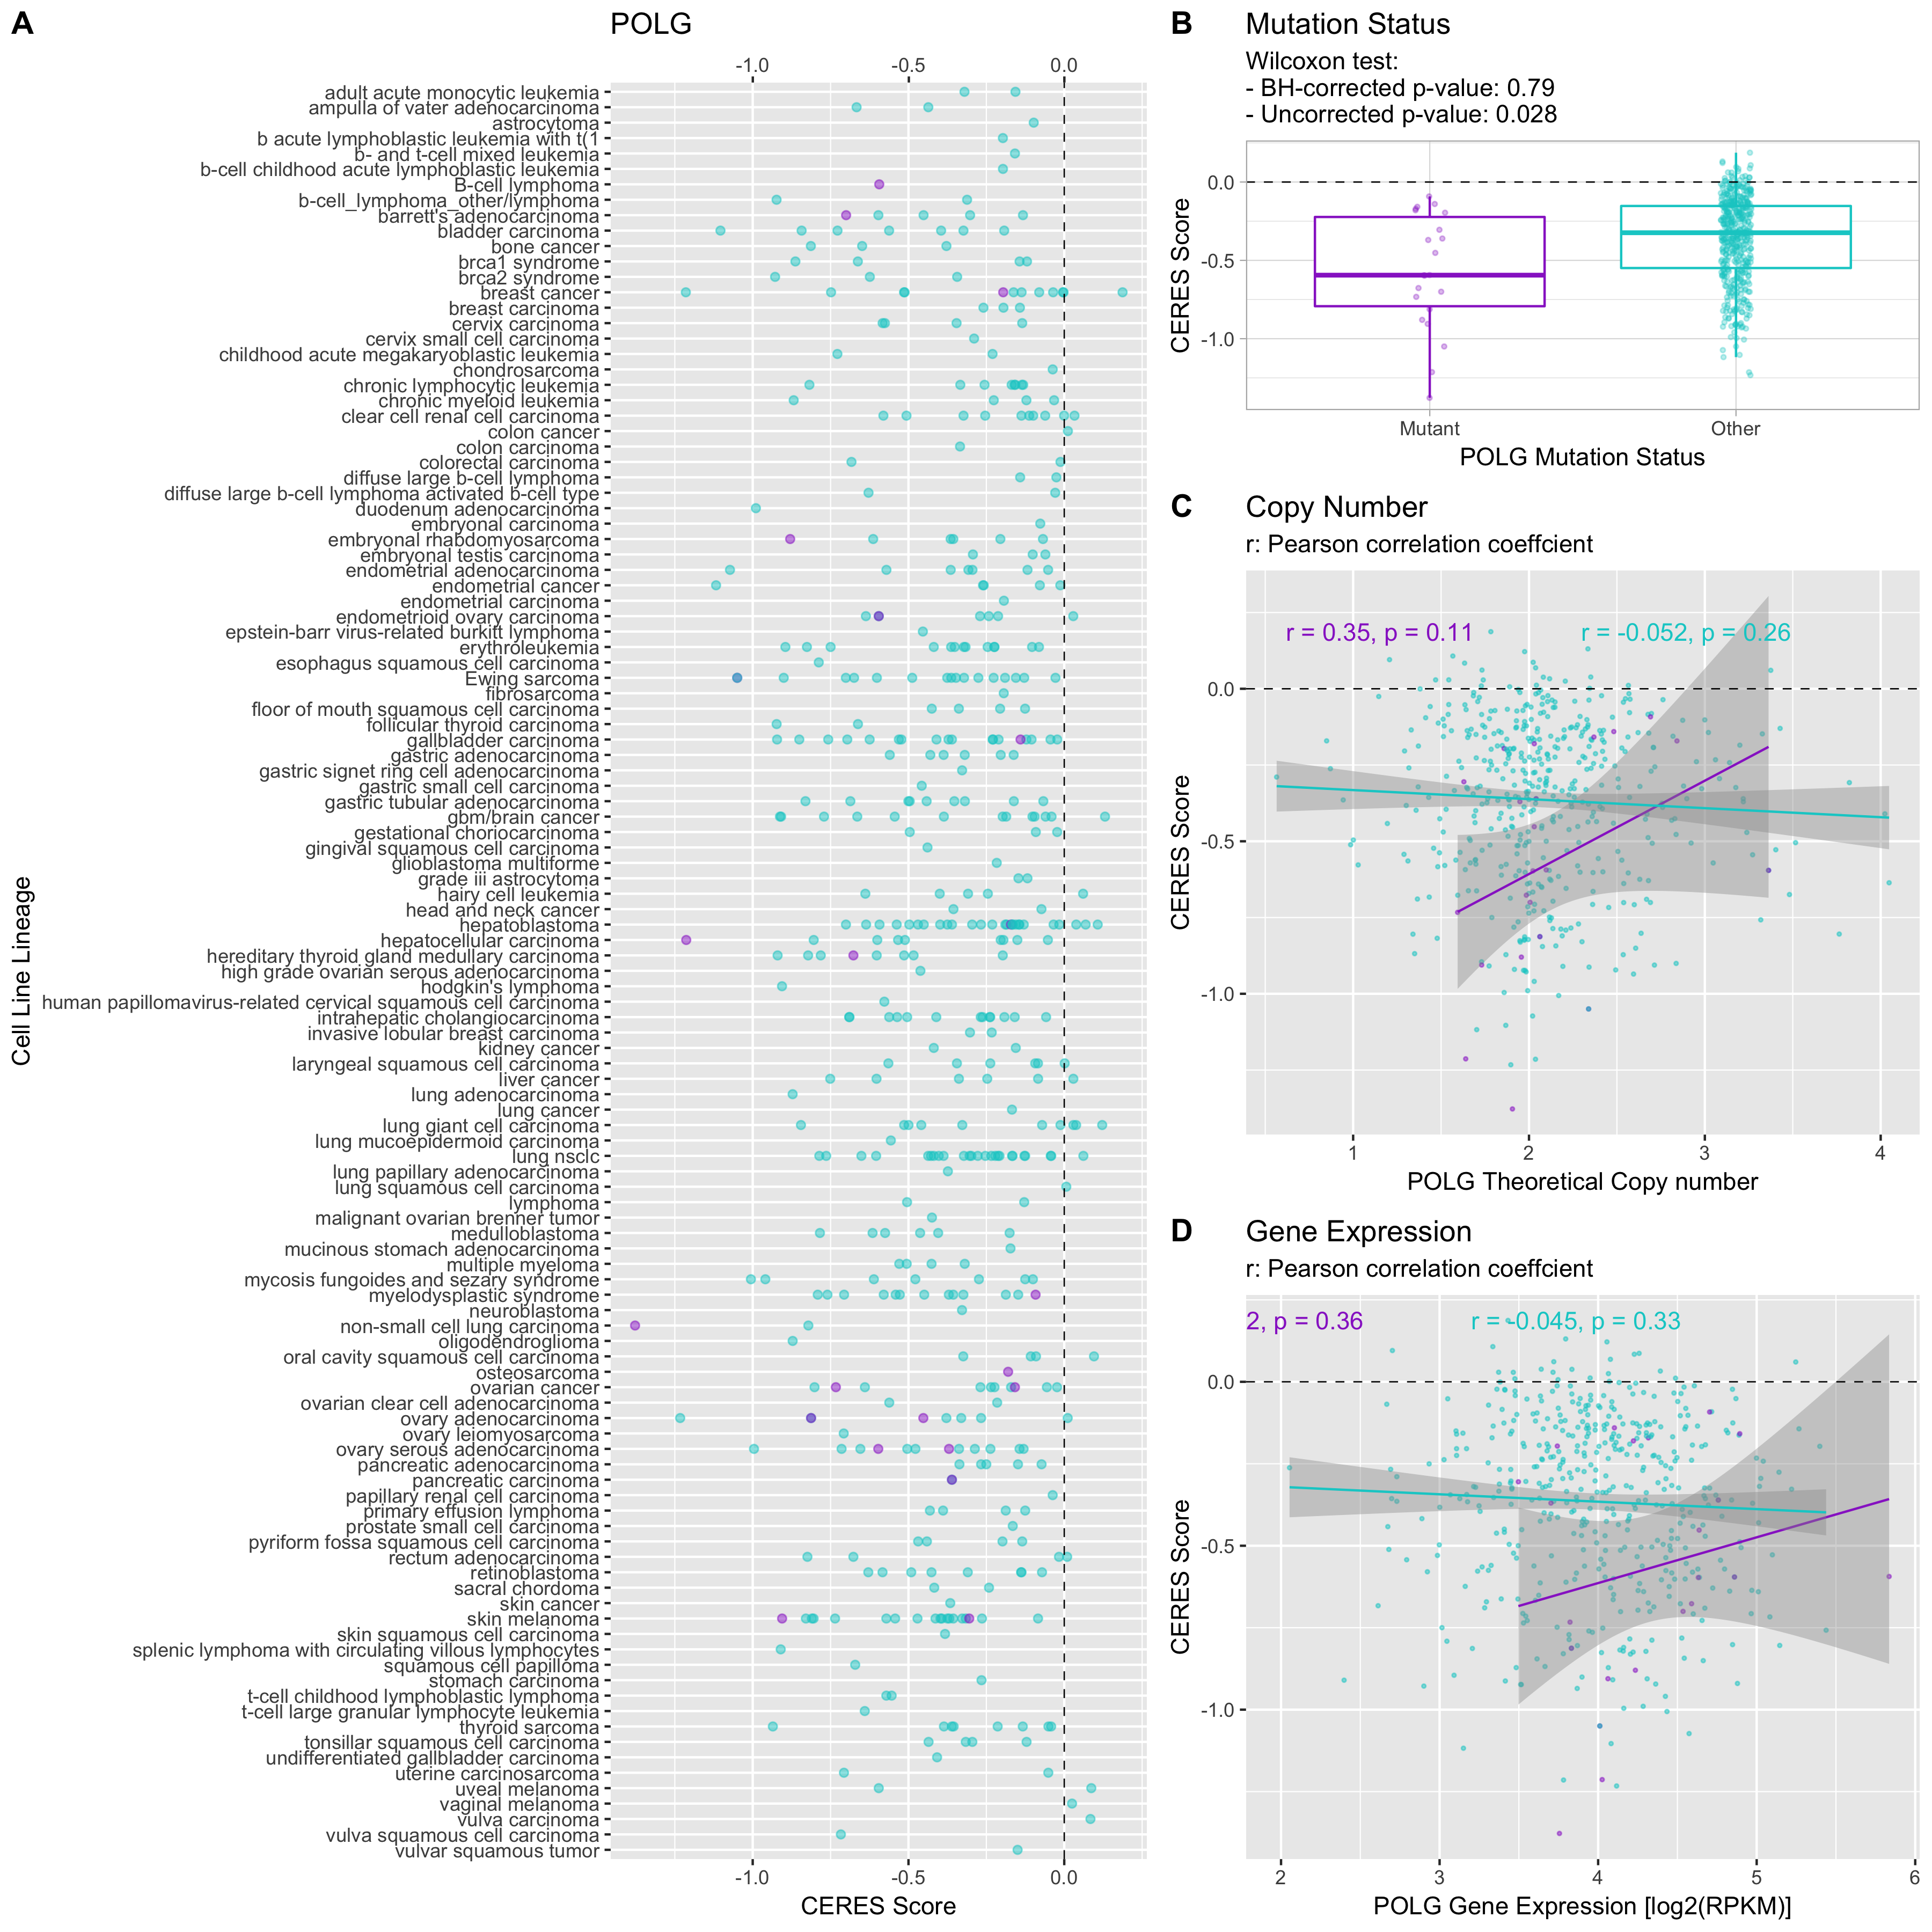 A
POLG
-1.0 -0.5 0.0
adult acute monocytic leukemia
ampulla of vater adenocarcinoma
astrocytoma
b acute lymphoblastic leukemia with t(1
b- and t-cell mixed leukemia
b-cell childhood acute lymphoblastic leukemia
B-cell lymphoma
b-cell_lymphoma_other/lymphoma
barrett's adenocarcinoma
bladder carcinoma
bone cancer
brca1 syndrome
brca2 syndrome
breast cancer
breast carcinoma
cervix carcinoma
cervix small cell carcinoma
childhood acute megakaryoblastic leukemia
chondrosarcoma
chronic lymphocytic leukemia
chronic myeloid leukemia
clear cell renal cell carcinoma
colon cancer
colon carcinoma
colorectal carcinoma
diffuse large b-cell lymphoma
diffuse large b-cell lymphoma activated b-cell type
duodenum adenocarcinoma
embryonal carcinoma
embryonal rhabdomyosarcoma
embryonal testis carcinoma
endometrial adenocarcinoma
endometrial cancer
endometrial carcinoma
endometrioid ovary carcinoma
epstein-barr virus-related burkitt lymphoma
erythroleukemia
esophagus squamous cell carcinoma
Ewing sarcoma
fibrosarcoma
floor of mouth squamous cell carcinoma
follicular thyroid carcinoma
gallbladder carcinoma
gastric adenocarcinoma
gastric signet ring cell adenocarcinoma
gastric small cell carcinoma
gastric tubular adenocarcinoma
gbm/brain cancer
gestational choriocarcinoma
gingival squamous cell carcinoma
glioblastoma multiforme
grade iii astrocytoma
hairy cell leukemia
head and neck cancer
hepatoblastoma
hepatocellular carcinoma
hereditary thyroid gland medullary carcinoma
high grade ovarian serous adenocarcinoma
hodgkin's lymphoma
human papillomavirus-related cervical squamous cell carcinoma
intrahepatic cholangiocarcinoma
invasive lobular breast carcinoma
kidney cancer
laryngeal squamous cell carcinoma
liver cancer
lung adenocarcinoma
lung cancer
lung giant cell carcinoma
lung mucoepidermoid carcinoma
lung nsclc
lung papillary adenocarcinoma
lung squamous cell carcinoma
lymphoma
malignant ovarian brenner tumor
medulloblastoma
mucinous stomach adenocarcinoma
multiple myeloma
mycosis fungoides and sezary syndrome
myelodysplastic syndrome
neuroblastoma
non-small cell lung carcinoma
oligodendroglioma
oral cavity squamous cell carcinoma
osteosarcoma
ovarian cancer
ovarian clear cell adenocarcinoma
ovary adenocarcinoma
ovary leiomyosarcoma
ovary serous adenocarcinoma
pancreatic adenocarcinoma
pancreatic carcinoma
papillary renal cell carcinoma
primary effusion lymphoma
prostate small cell carcinoma
pyriform fossa squamous cell carcinoma
rectum adenocarcinoma
retinoblastoma
sacral chordoma
skin cancer
skin melanoma
skin squamous cell carcinoma
splenic lymphoma with circulating villous lymphocytes
squamous cell papilloma
stomach carcinoma
t-cell childhood lymphoblastic lymphoma
t-cell large granular lymphocyte leukemia
thyroid sarcoma
tonsillar squamous cell carcinoma
undifferentiated gallbladder carcinoma
uterine carcinosarcoma
uveal melanoma
vaginal melanoma
vulva carcinoma
vulva squamous cell carcinoma
vulvar squamous tumor
-1.0 -0.5 0.0
CERES Score
Cell Line Lineage
B
Mutation Status
Wilcoxon test:
- BH-corrected p-value: 0.79
- Uncorrected p-value: 0.028
0.0
-0.5
-1.0
CERES Score
Mutant Other
POLG Mutation Status
C
Copy Number
r: Pearson correlation coeffcient
r = 0.35, p = 0.11 r = -0.052, p = 0.26
0.0
-0.5
-1.0
CERES Score
1 2 3 4
POLG Theoretical Copy number
D
Gene Expression
r: Pearson correlation coeffcient
2, p = 0.36 r = -0.045, p = 0.33
0.0
-0.5
-1.0
CERES Score
2 3 4 5 6
POLG Gene Expression [log2(RPKM)]